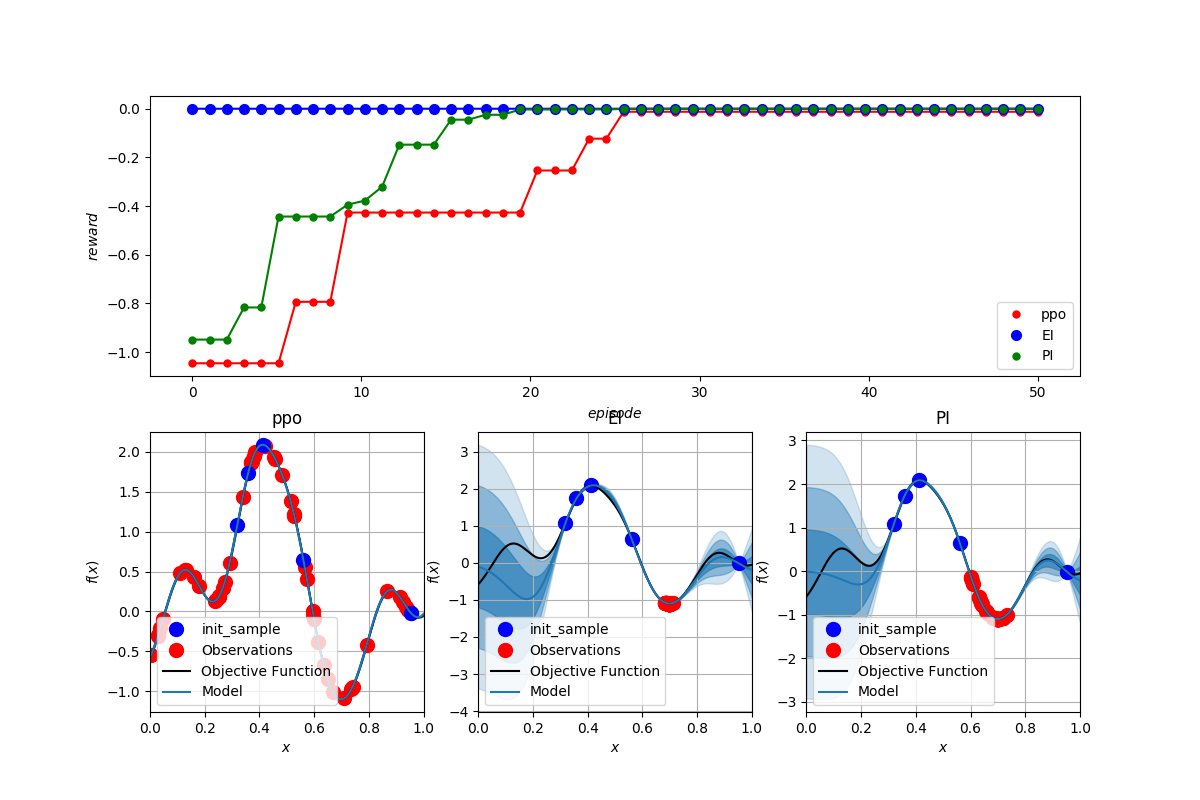 0.0
−0.2
−0.4
−0.6
−0.8
−1.0
reward
0 10 20 30 40 50
episode
ppo
EI
PI
ppo
2.0
1.5
1.0
0.5
0.0
−0.5
−1.0
f(x)
0.0 0.2 0.4 0.6 0.8 1.0
x
init_sample
Observations
Objective Function
Model
EI
3
2
1
0
−1
−2
−3
−4
f(x)
0.0 0.2 0.4 0.6 0.8 1.0
x
init_sample
Observations
Objective Function
Model
PI
3
2
1
0
−1
−2
−3
f(x)
0.0 0.2 0.4 0.6 0.8 1.0
x
init_sample
Observations
Objective Function
Model